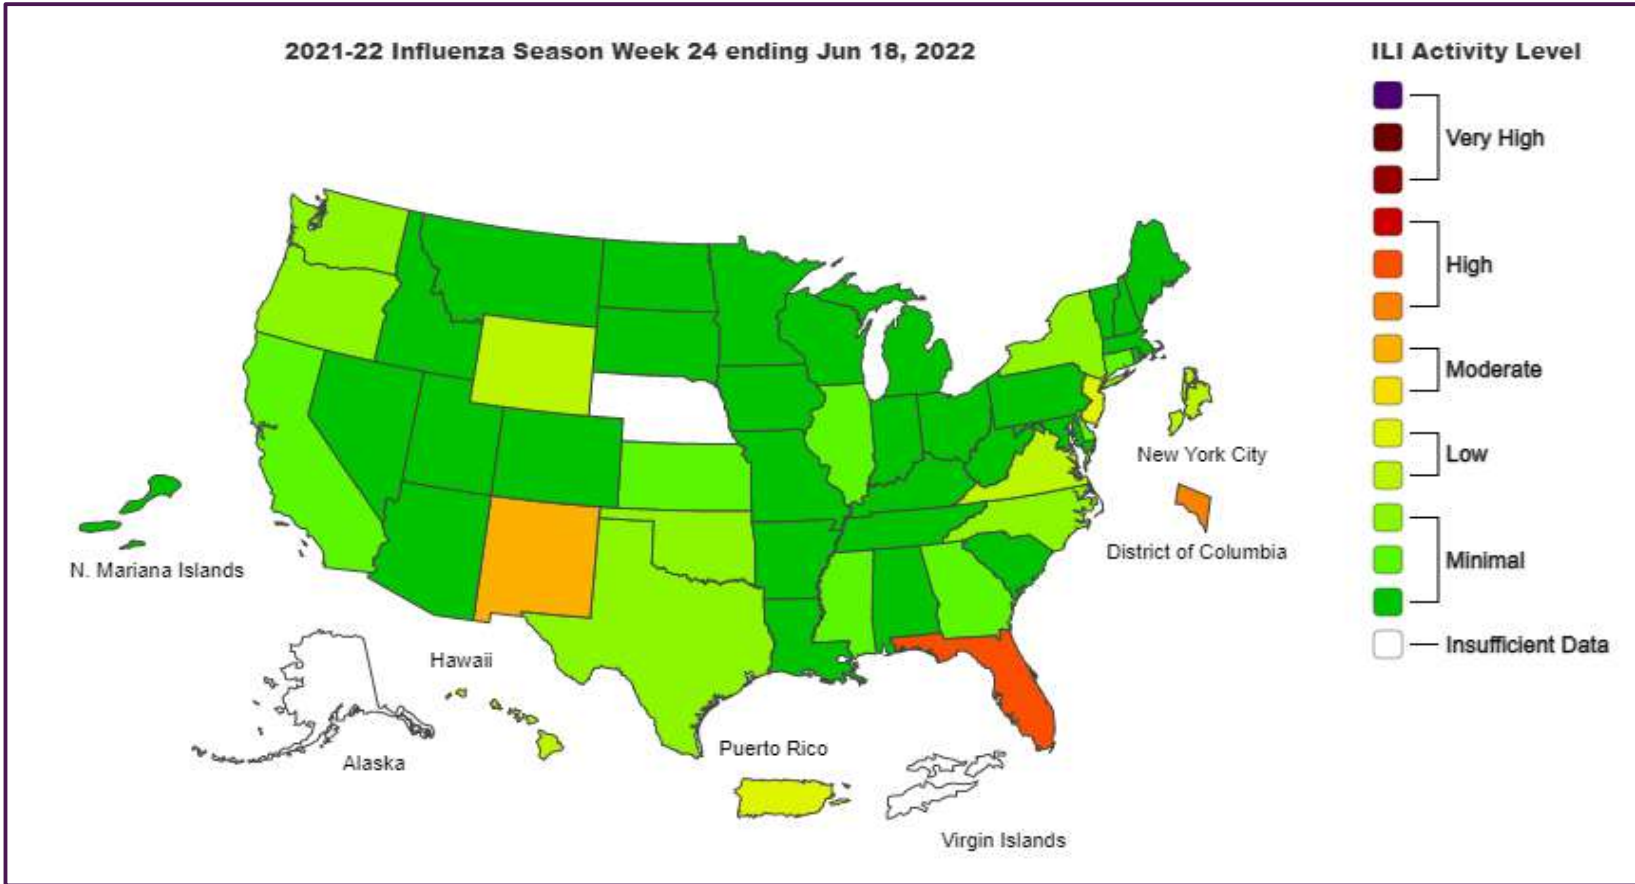 2021-22 Influenza Season Week 24 ending Jun 18, 2022
ILI Activity Level
Very High
High
Moderate
Low
Minimal
Insufficient Data
New York City
District of Columbia
N. Mariana Islands
Hawaii
Alaska
Puerto Rico
Virgin Islands